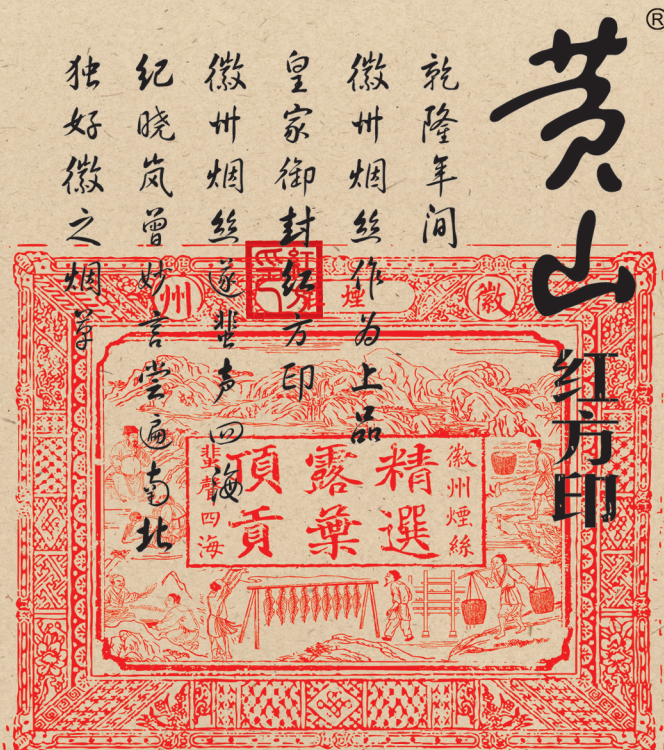 ®
黄山
红方印
乾隆年间
徽州烟丝作为上品
皇家御封红方印
徽州烟丝遂蜚声四海
纪晓岚曾妙言尝遍南北
独好徽之烟草
徽
煙
州
徽州煙絲
精選
露葉
頂貢
蜚聲四海